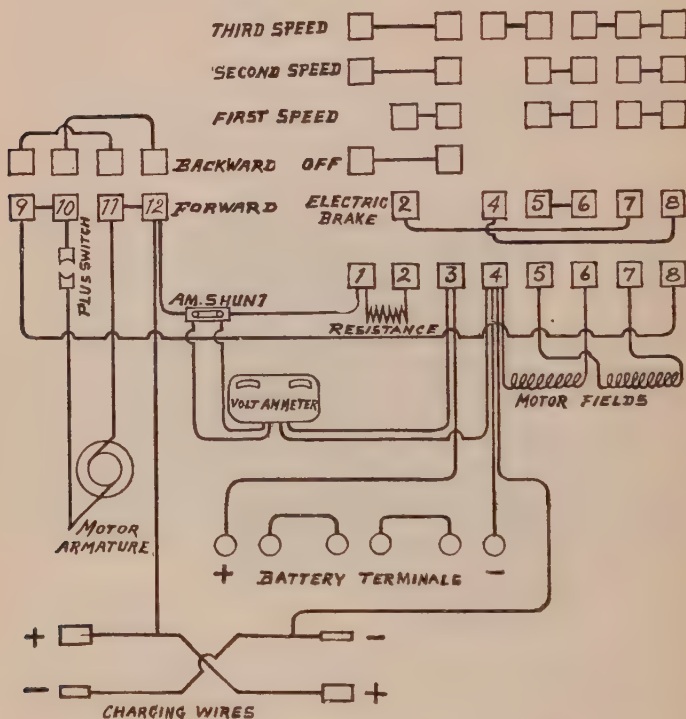 THIRD SPEED
SECOND SPEED
FIRST SPEED
BACKWARD OFF
9 10 11 12 FORWARD
ELECTRIC BRAKE 2 4 5 6 7 8
PLUG SWITCH
AM. SHUNT
1 2 3 4 5 6 7 8
RESISTANCE
VOLT AMMETER
MOTOR FIELDS
MOTOR
ARMATURE
+ BATTERY TERMINALS -
+ -
- +
CHARGING WIRES